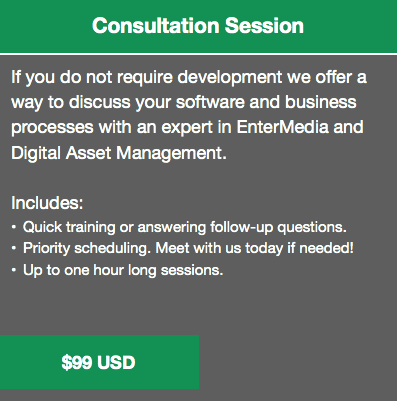 Consultation Session
If you do not require development we offer a
way to discuss your software and business
processes with an expert in EnterMedia and
Digital Asset Management.
Includes:
• Quick training or answering follow-up questions.
• Priority scheduling. Meet with us today if needed!
• Up to one hour long sessions.
$99 USD